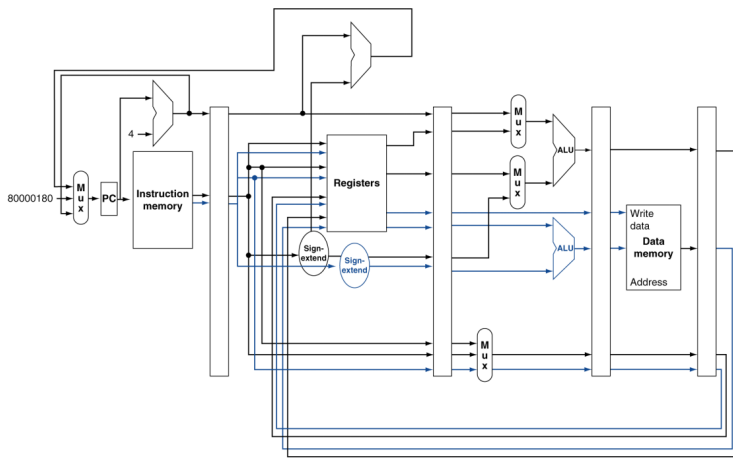 4
80000180
M
u
x
PC
Instruction
memory
Registers
Sign-
extend
Sign-
extend
M
u
x
M
u
x
ALU
ALU
M
u
x
Write
data
Data
memory
Address